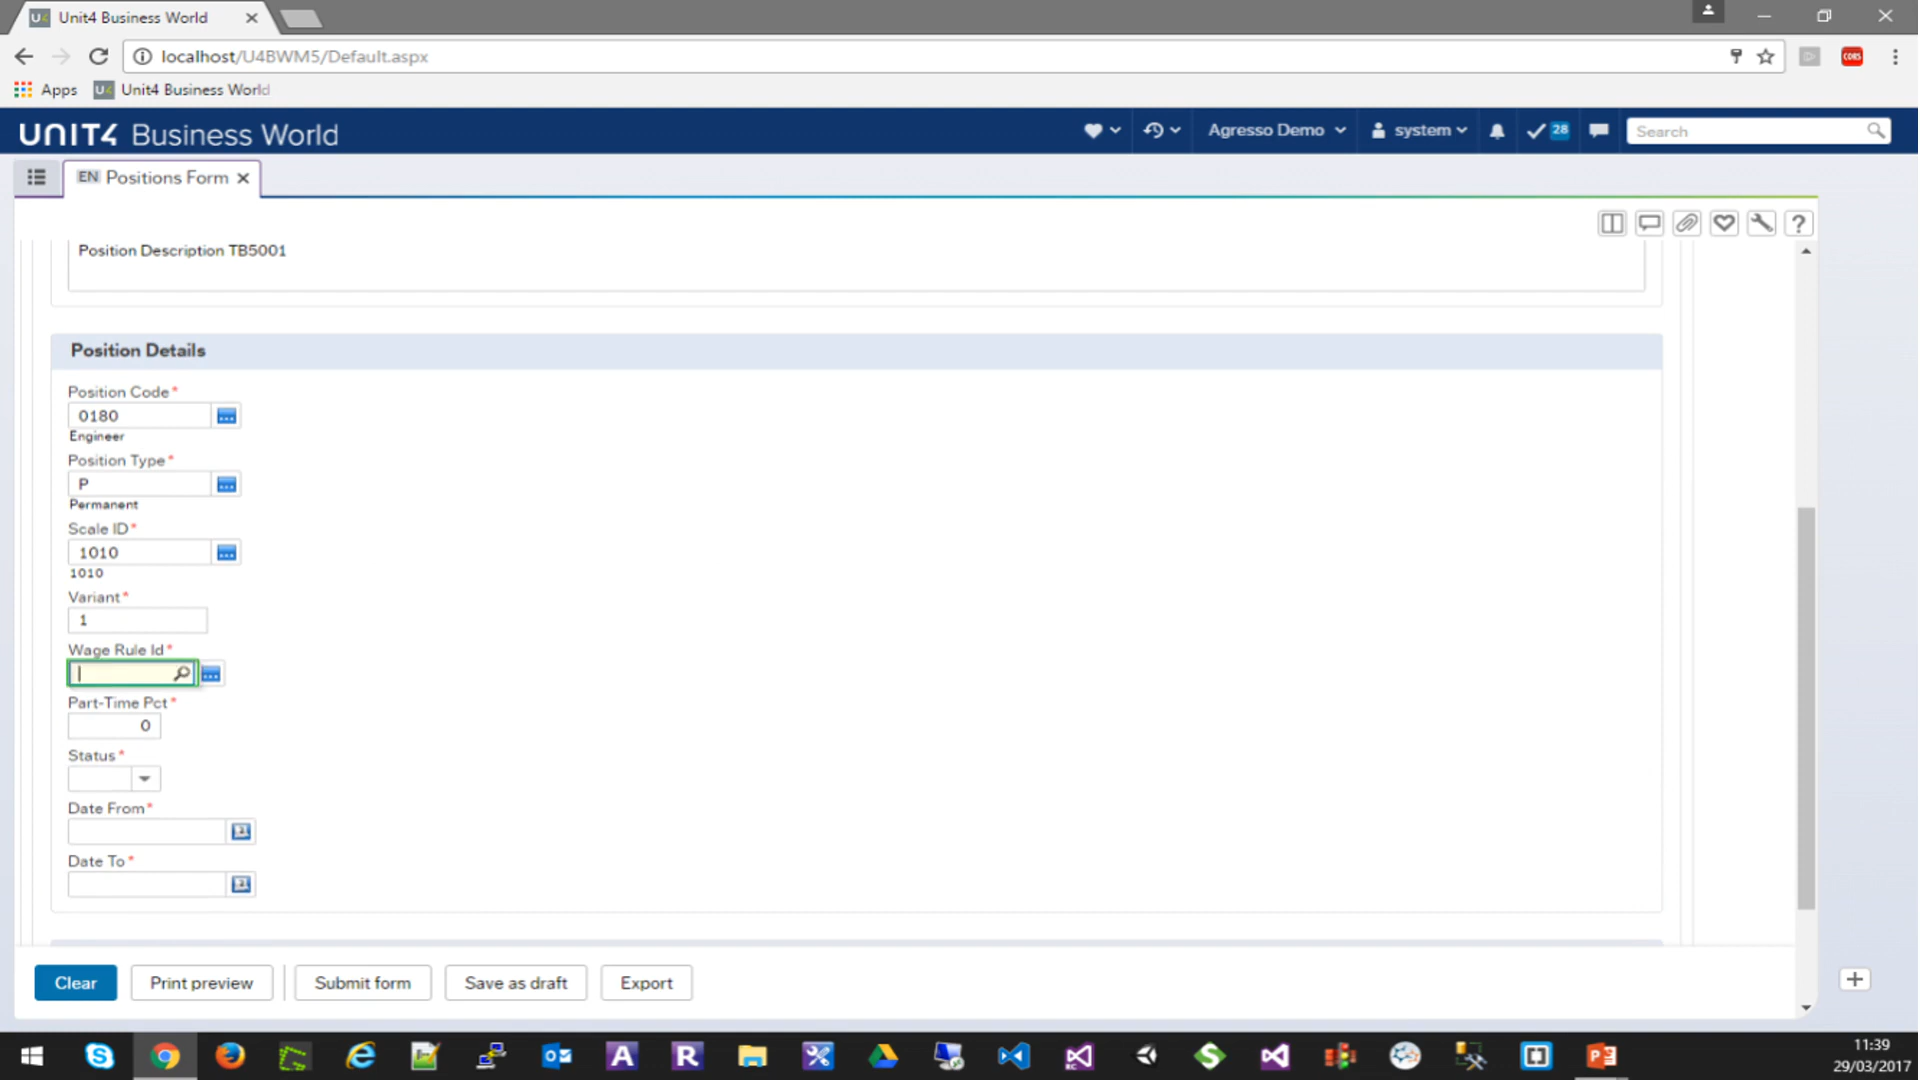 U4 Unit4 Business World
localhost/U4BWM5/Default.aspx
CORS
Apps U4 Unit4 Business World
UNIT4 Business World
Agresso Demo system 28 Search
EN Positions Form
?
Position Description TB5001
Position Details
Position Code*
0180
Engineer
Position Type*
P
Permanent
Scale ID*
1010
1010
Variant*
1
Wage Rule Id*
Part-Time Pct*
0
Status*
Date From*
Date To*
Clear Print preview Submit form Save as draft Export
11:39
29/03/2017